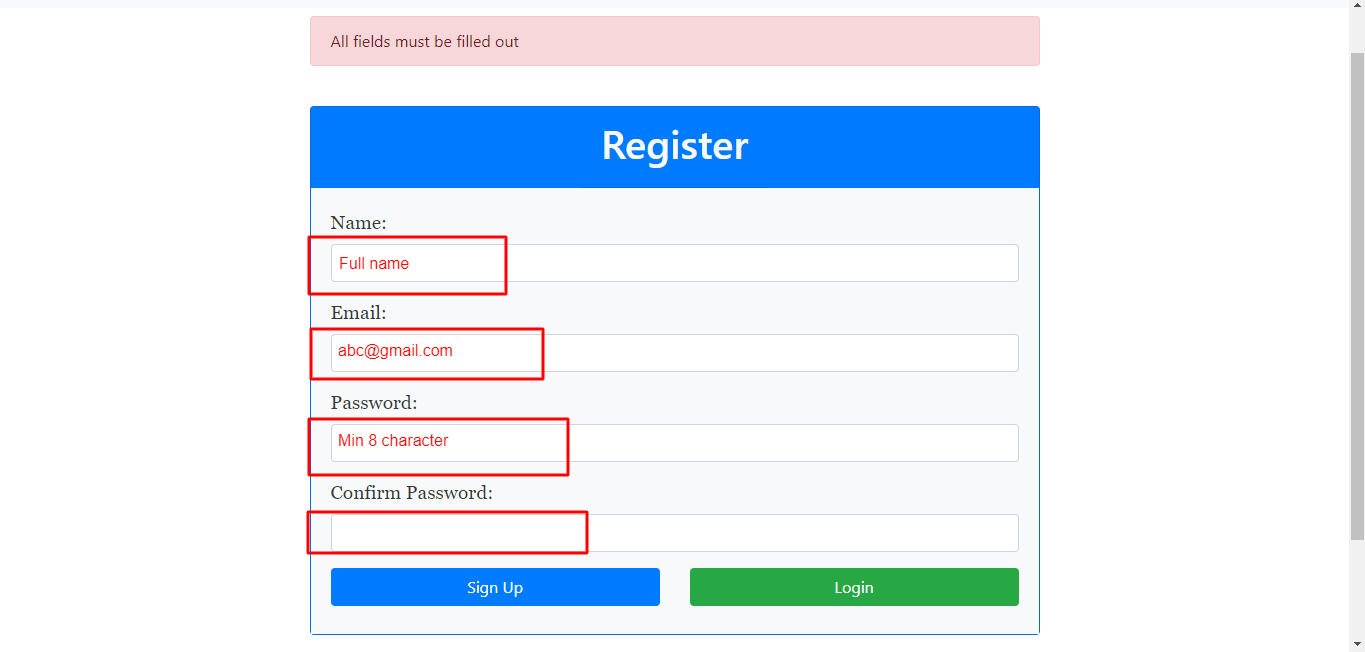 All fields must be filled out
Register
Name:
Full name
Email:
abc@gmail.com
Password:
Min 8 character
Confirm Password:
Sign Up Login